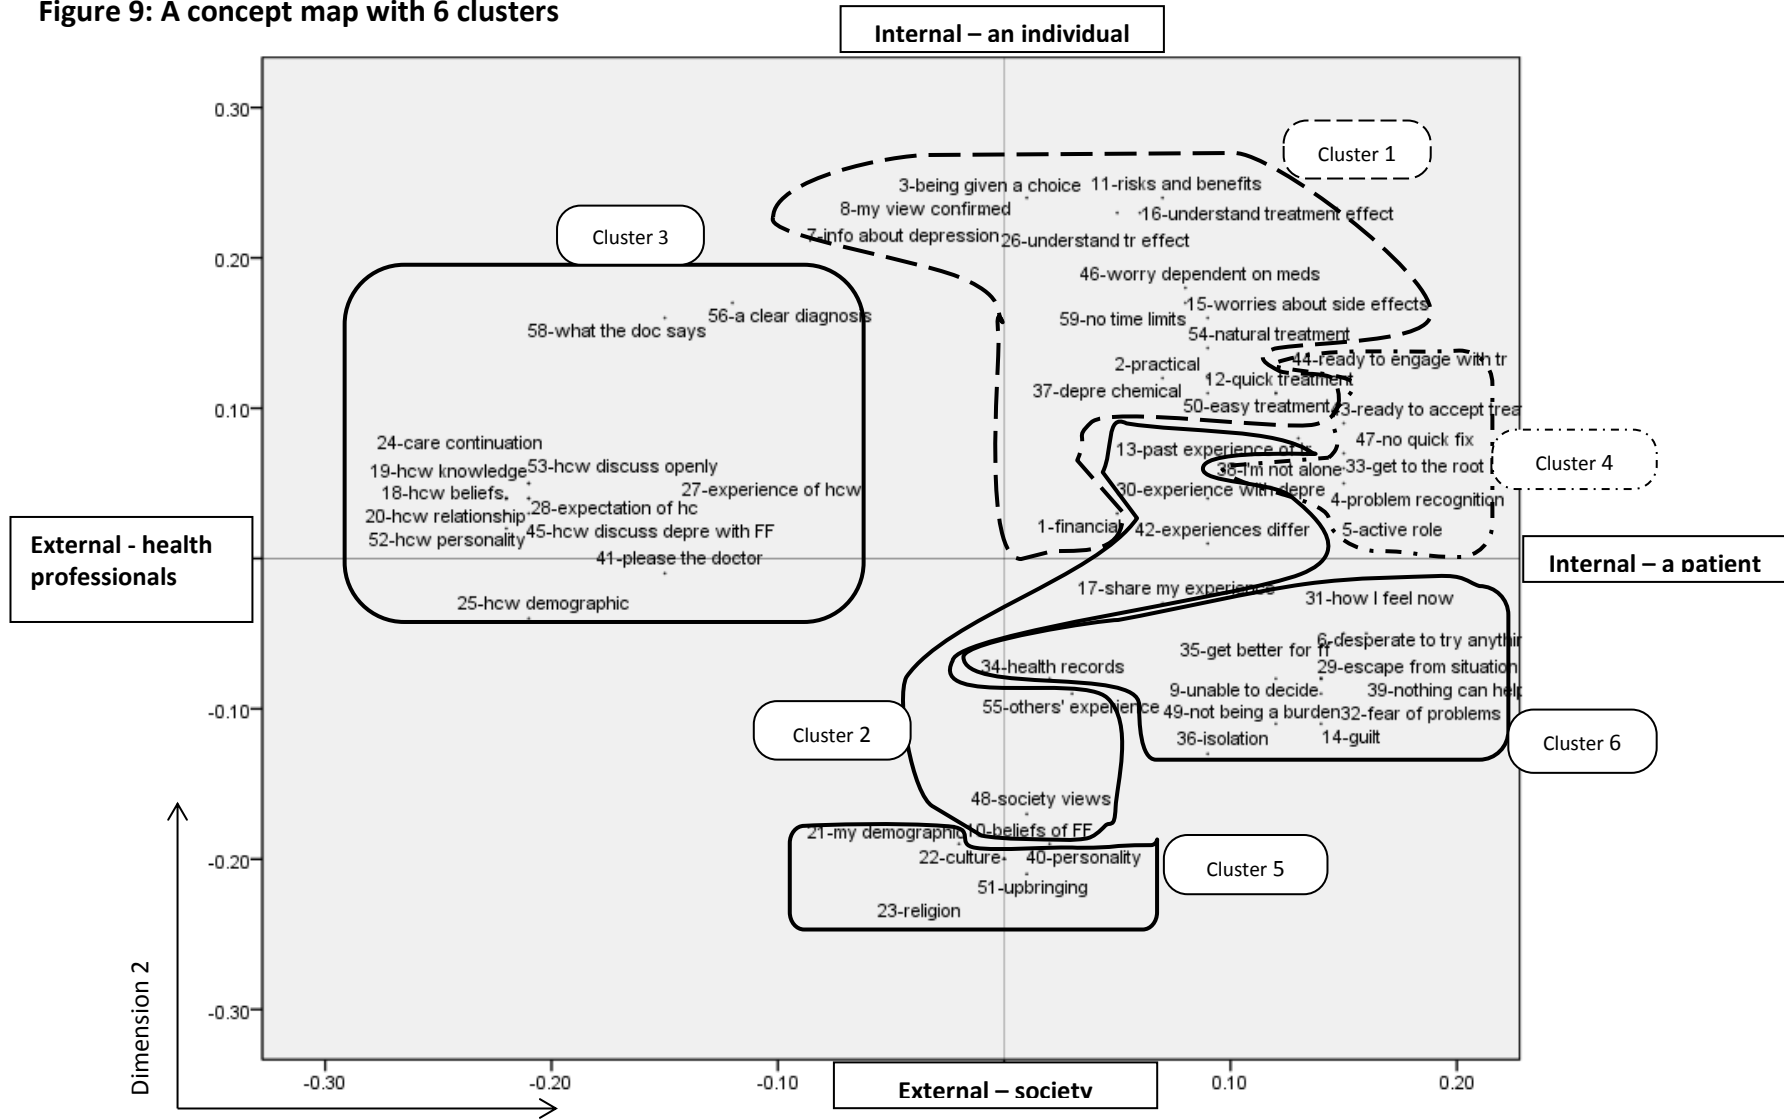 Figure 9: A concept map with 6 clusters
Internal – an individual
0.30
Cluster 1
3-being given a choice
11-risks and benefits
8-my view confirmed
16-understand treatment effect
Cluster 3
7-info about depression
26-understand tr effect
0.20
46-worry dependent on meds
15-worries about side effects
56-a clear diagnosis
59-no time limits
58-what the doc says
54-natural treatment
44-ready to engage with tr
2-practical
12-quick treatment
37-depre chemical
50-easy treatment
0.10
43-ready to accept trea
24-care continuation
47-no quick fix
13-past experience of tr
Cluster 4
19-hcw knowledge
53-hcw discuss openly
38-I'm not alone
33-get to the root
18-hcw beliefs
27-experience of hcw
30-experience with depre
4-problem recognition
28-expectation of hc
20-hcw relationship
1-financial
42-experiences differ
5-active role
45-hcw discuss depre with FF
52-hcw personality
External - health
professionals
41-please the doctor
Internal – a patient
17-share my experience
31-how I feel now
25-hcw demographic
6-desperate to try anythin
35-get better for ff
34-health records
29-escape from situation
9-unable to decide
39-nothing can help
-0.10
55-others' experience
49-not being a burden
32-fear of problems
Cluster 2
36-isolation
14-guilt
Cluster 6
48-society views
21-my demographic
10-beliefs of FF
-0.20
22-culture
40-personality
Cluster 5
51-upbringing
23-religion
Dimension 2
-0.30
-0.30
-0.20
-0.10
External – society
0.10
0.20